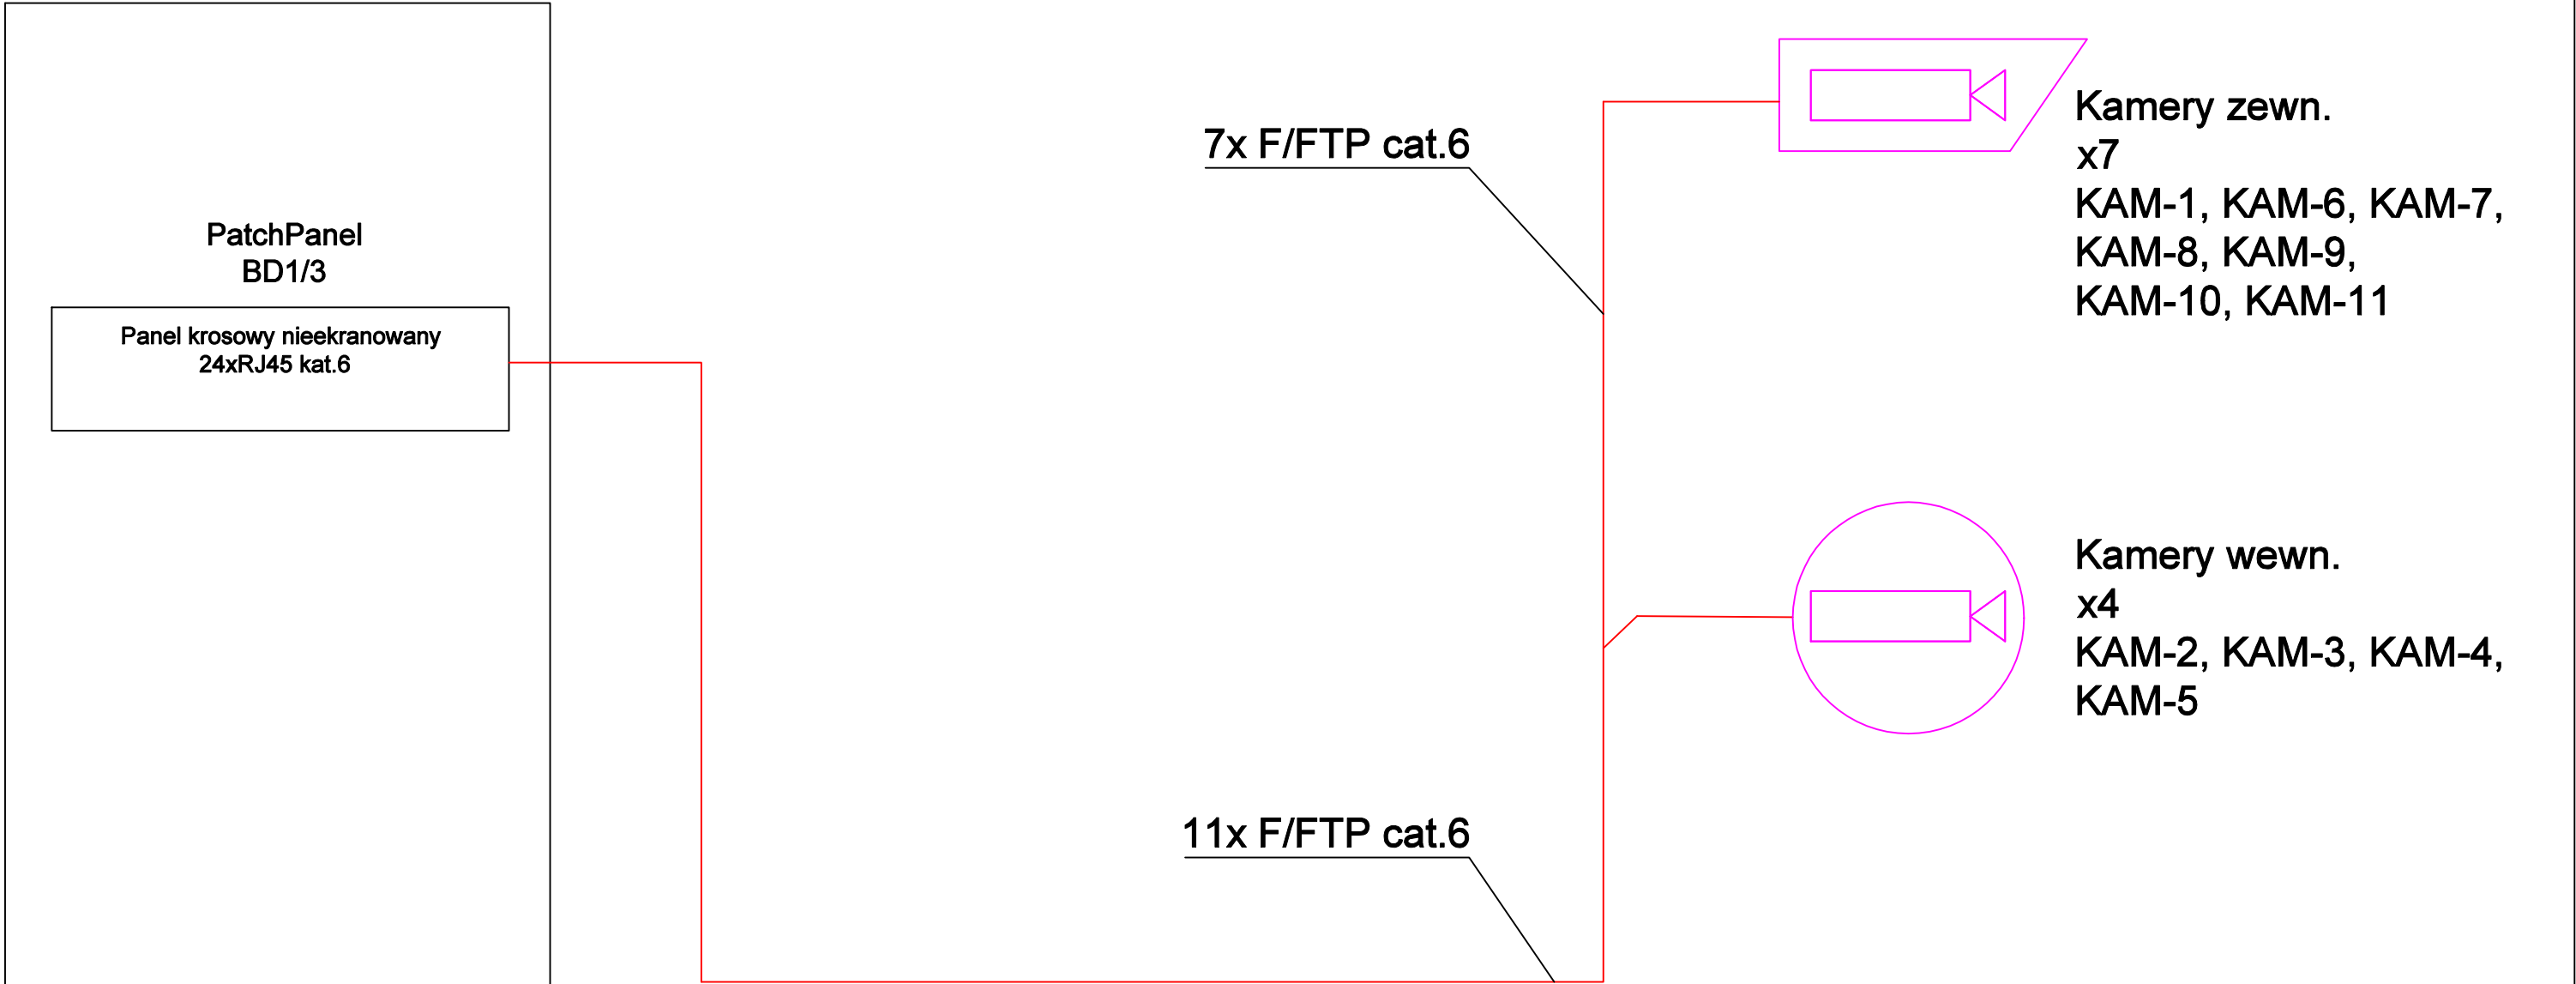 PatchPanel
BD1/3
Panel krosowy nieekranowany
24xRJ45 kat.6
7x F/FTP cat.6
11x F/FTP cat.6
Kamery zewn.
x7
KAM-1, KAM-6, KAM-7,
KAM-8, KAM-9,
KAM-10, KAM-11
Kamery wewn.
x4
KAM-2, KAM-3, KAM-4,
KAM-5